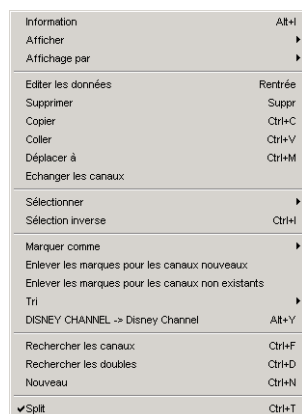 Information Alt+I
Afficher
Affichage par
Editer les données Rentrée
Supprimer Suppr
Copier Ctrl+C
Coller Ctrl+V
Déplacer à Ctrl+M
Echanger les canaux
Sélectionner
Sélection inverse Ctrl+I
Marquer comme
Enlever les marques pour les canaux nouveaux
Enlever les marques pour les canaux non existants
Tri
DISNEY CHANNEL -> Disney Channel Alt+Y
Rechercher les canaux Ctrl+F
Rechercher les doubles Ctrl+D
Nouveau Ctrl+N
✔Split Ctrl+T